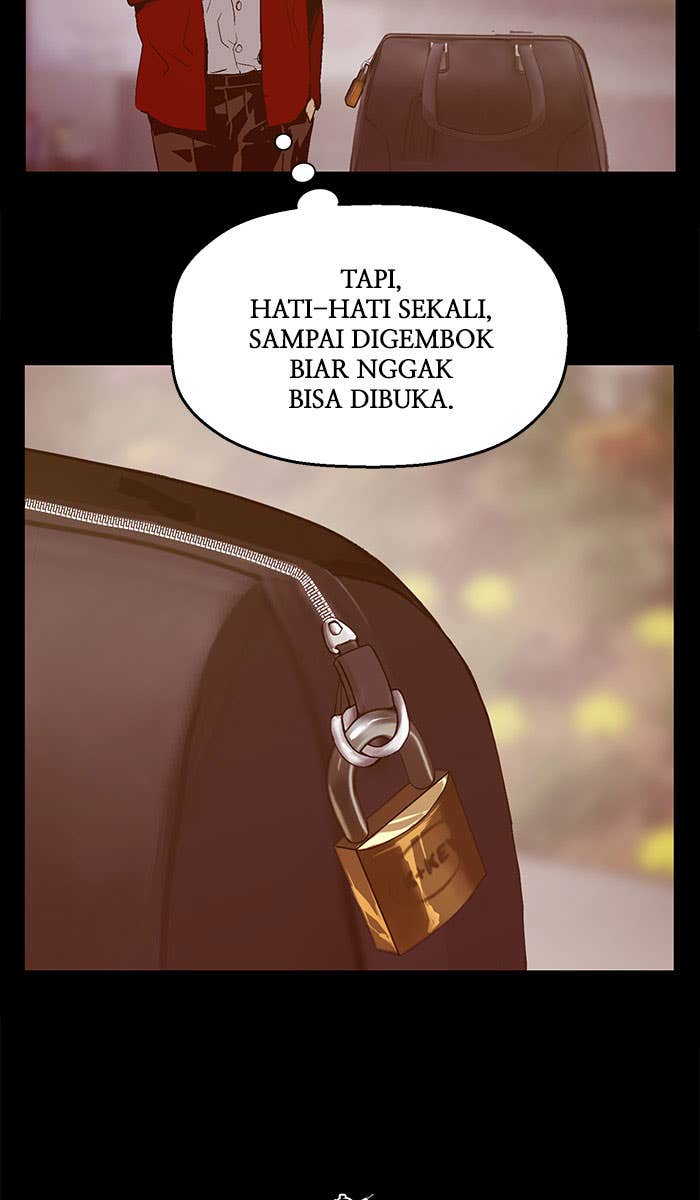 TAPI,
HATI-HATI SEKALI,
SAMPAI DIGEMBOK
BIAR NGGAK
BISA DIBUKA.